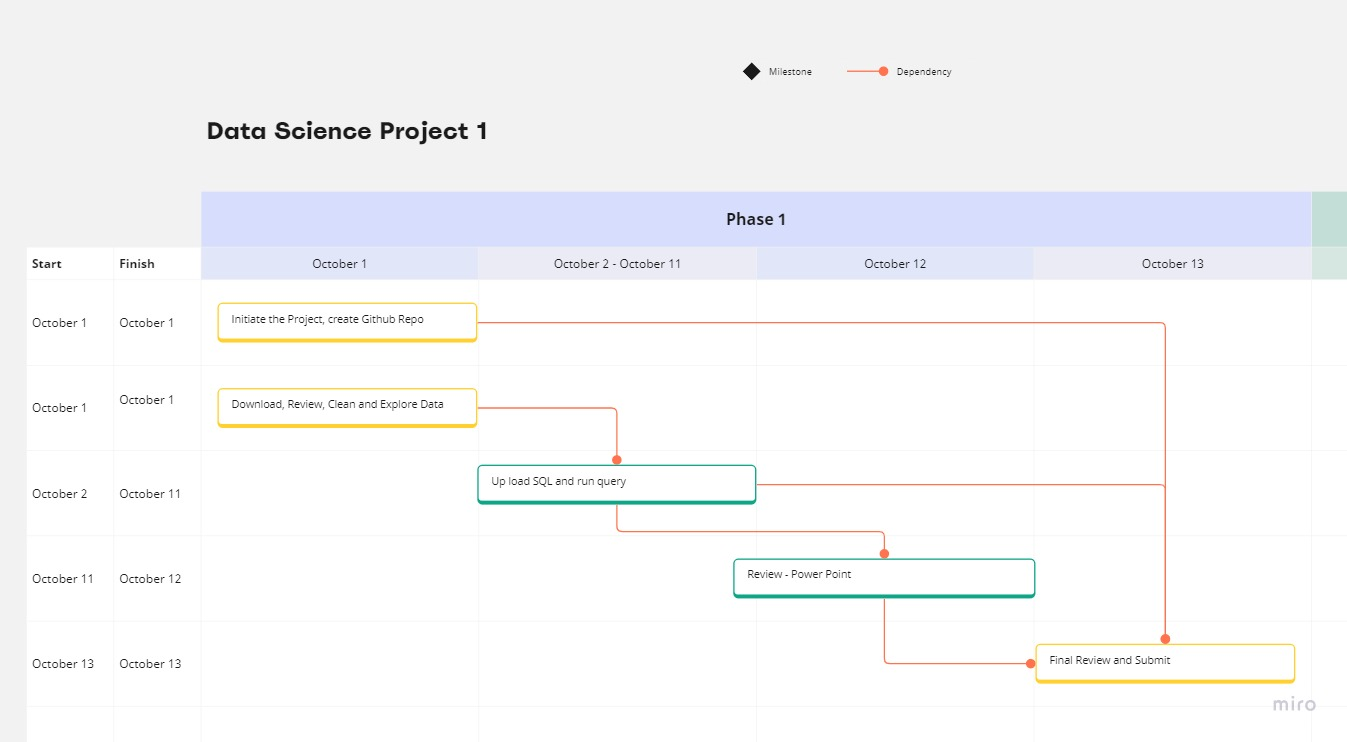 Milestone
Dependency
Data Science Project 1
Phase 1
Start
Finish
October 1
October 2 - October 11
October 12
October 13
October 1
October 1
Initiate the Project, create Github Repo
October 1
October 1
Download, Review, Clean and Explore Data
October 2
October 11
Up load SQL and run query
October 11
October 12
Review - Power Point
October 13
October 13
Final Review and Submit
miro